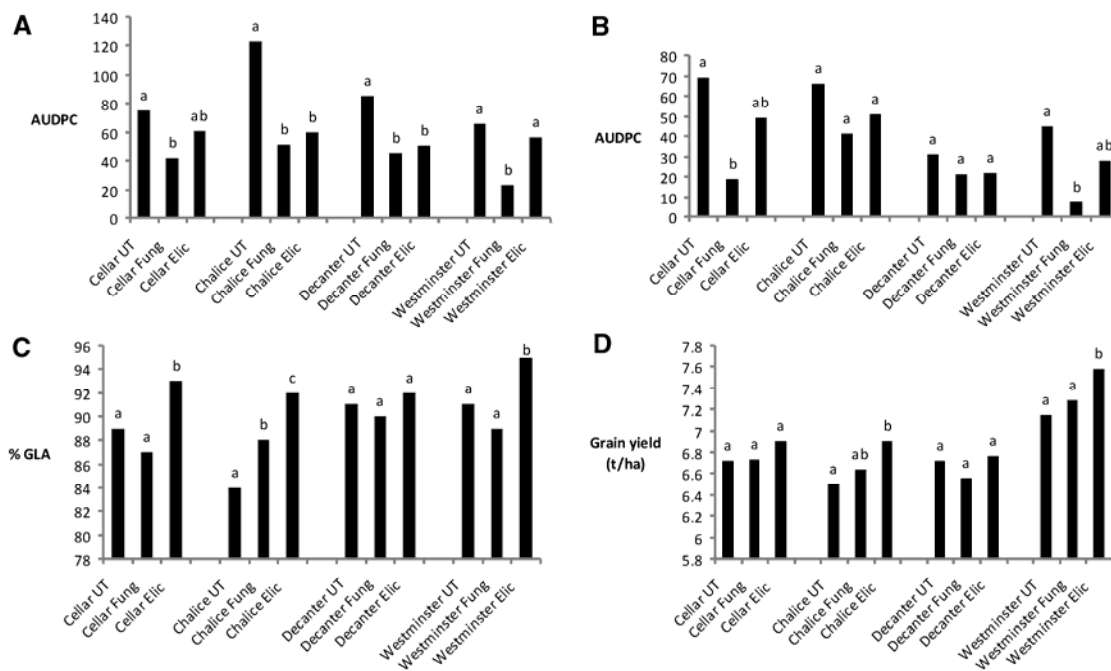 A
AUDPC
140
120
100
80
60
40
20
0
a
b
ab
a
b
b
a
b
b
a
b
a
Cellar UT
Cellar Fung
Cellar Elic
Chalice UT
Chalice Fung
Chalice Elic
Decanter UT
Decanter Fung
Decanter Elic
Westminster UT
Westminster Fung
Westminster Elic
B
AUDPC
80
70
60
50
40
30
20
10
0
a
b
ab
a
a
a
a
a
a
a
b
ab
Cellar UT
Cellar Fung
Cellar Elic
Chalice UT
Chalice Fung
Chalice Elic
Decanter UT
Decanter Fung
Decanter Elic
Westminster UT
Westminster Fung
Westminster Elic
C
% GLA
96
94
92
90
88
86
84
82
80
78
a
a
b
a
b
c
a
a
a
a
a
b
Cellar UT
Cellar Fung
Cellar Elic
Chalice UT
Chalice Fung
Chalice Elic
Decanter UT
Decanter Fung
Decanter Elic
Westminster UT
Westminster Fung
Westminster Elic
D
Grain yield
(t/ha)
7.8
7.6
7.4
7.2
7
6.8
6.6
6.4
6.2
6
5.8
a
a
a
a
ab
b
a
a
a
a
a
b
Cellar UT
Cellar Fung
Cellar Elic
Chalice UT
Chalice Fung
Chalice Elic
Decanter UT
Decanter Fung
Decanter Elic
Westminster UT
Westminster Fung
Westminster Elic